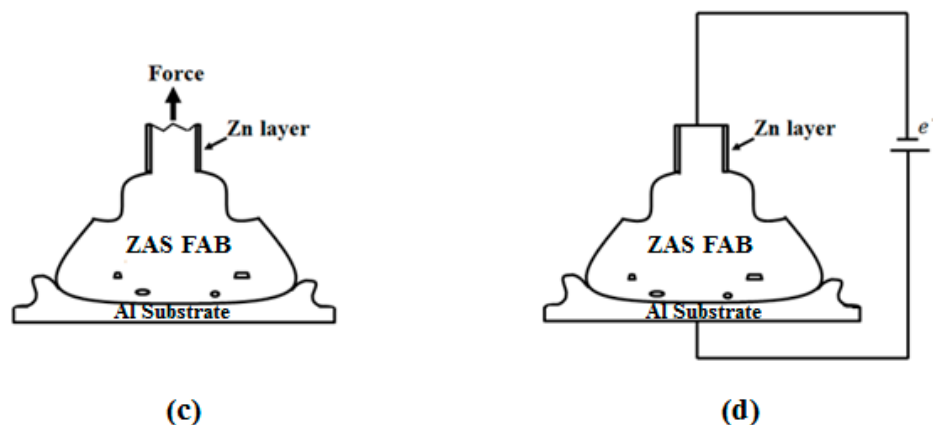 Force
Zn layer
ZAS FAB
Al Substrate
(c)
Zn layer
e-
ZAS FAB
Al Substrate
(d)